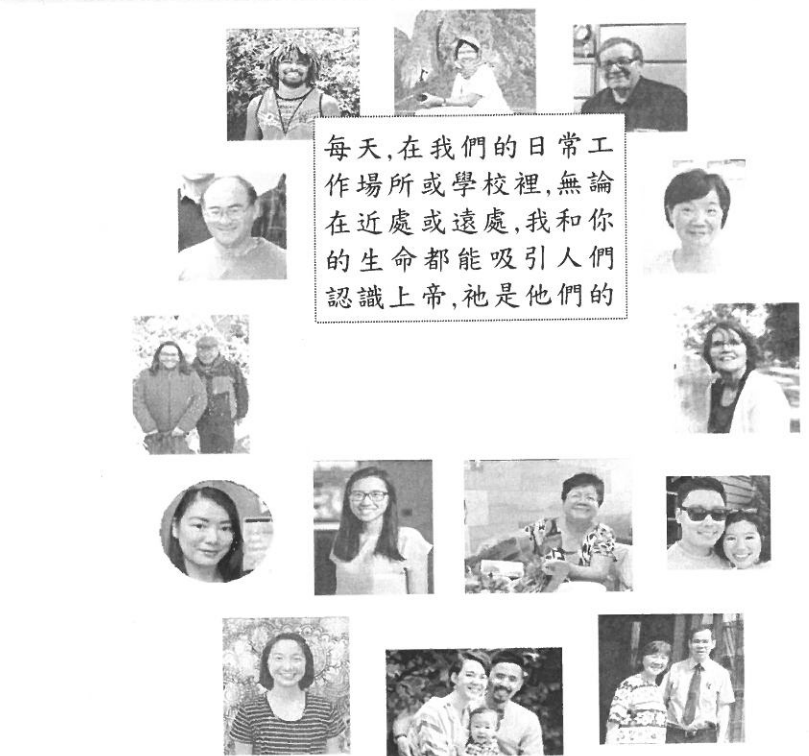 每天,在我們的日常工
作場所或學校裡,無論
在近處或遠處,我和你
的生命都能吸引人們
認識上帝,祂是他們的